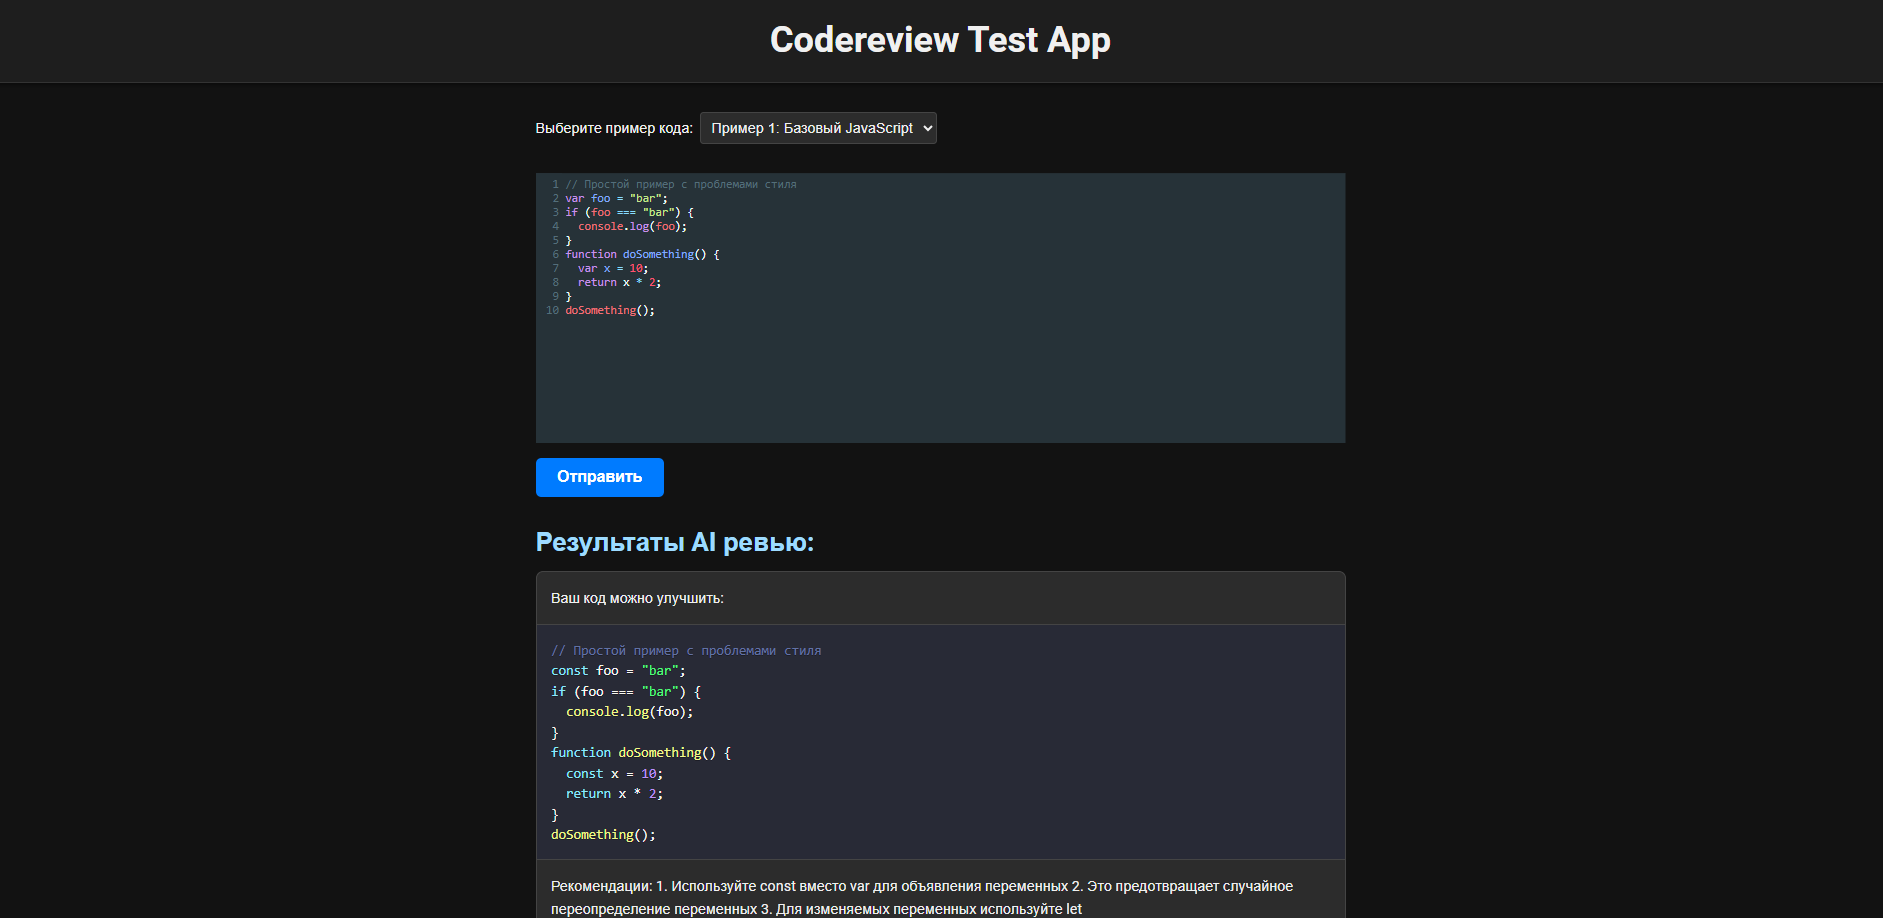 Codereview Test App
Выберите пример кода: Пример 1: Базовый JavaScript
1 // Простой пример с проблемами стиля
2 var foo = "bar";
3 if (foo === "bar") {
4   console.log(foo);
5 }
6 function doSomething() {
7   var x = 10;
8   return x * 2;
9 }
10 doSomething();
Отправить
Результаты AI ревью:
Ваш код можно улучшить:
// Простой пример с проблемами стиля
const foo = "bar";
if (foo === "bar") {
  console.log(foo);
}
function doSomething() {
  const x = 10;
  return x * 2;
}
doSomething();
Рекомендации: 1. Используйте const вместо var для объявления переменных 2. Это предотвращает случайное
переопределение переменных 3. Для изменяемых переменных используйте let